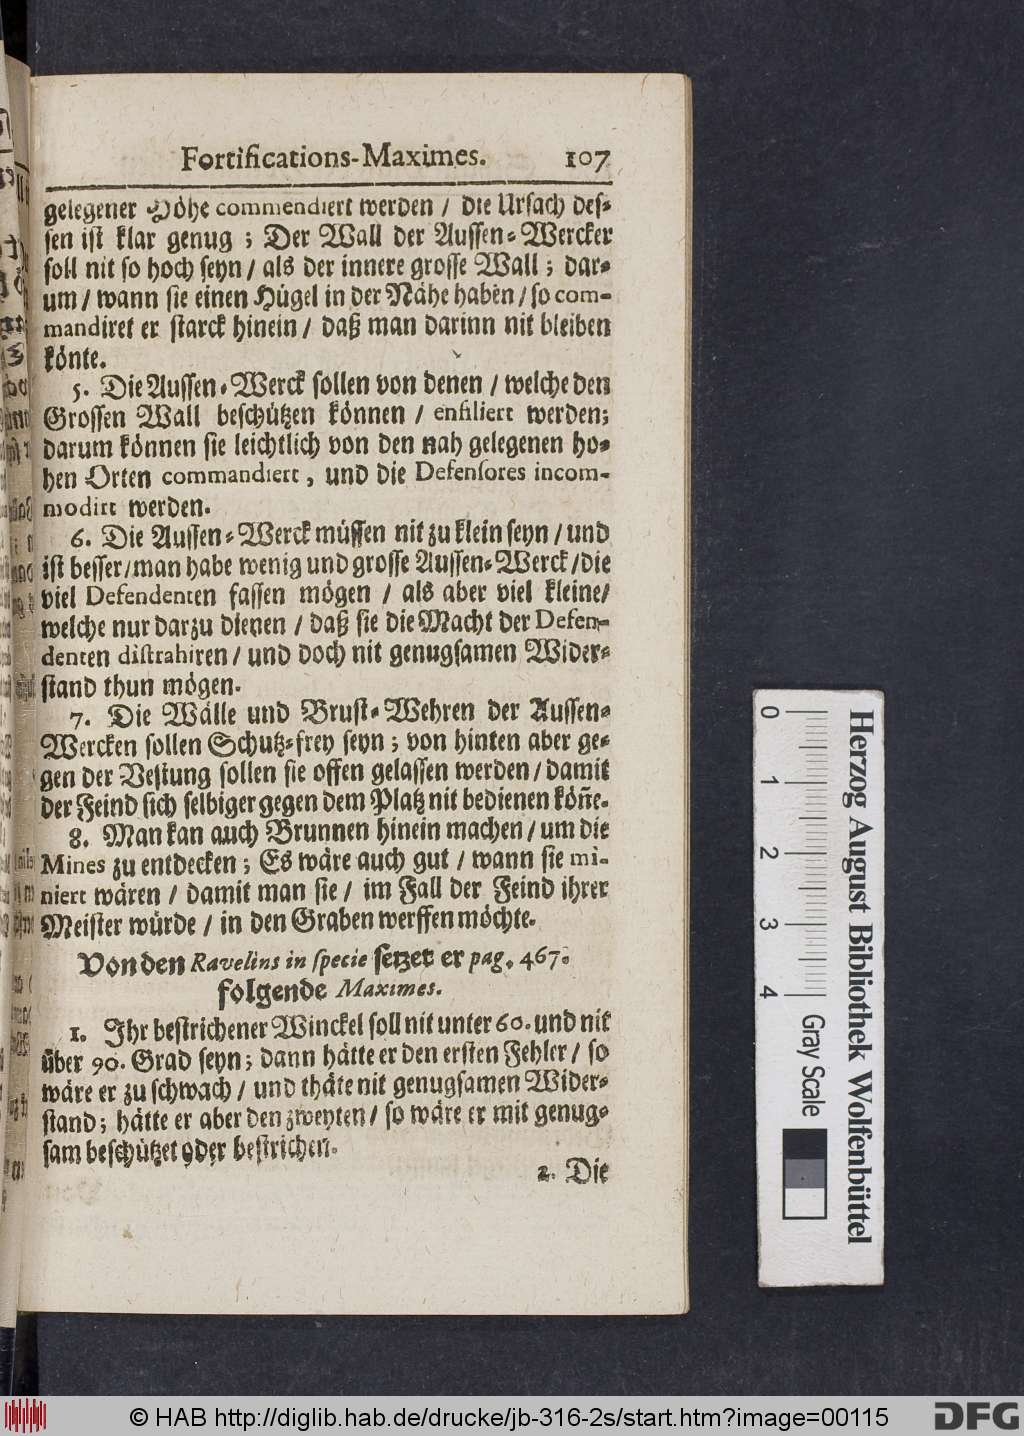 Fortifications-Maximes. 107
gelegener Höhe commendiert werden / die Ursach des-
sen ist klar genug ; Der Wall der Aussen-Wercker
soll nit so hoch seyn / als der innere grosse Wall ; dar-
um / wann sie einen Hügel in der Nähe haben / so com-
mandiret er starck hinein / daß man darinn nit bleiben
könte.
5. Die Aussen-Werck sollen von denen / welche den
Grossen Wall beschützen können / enfiliert werden;
darum können sie leichtlich von den nah gelegenen ho-
hen Orten commandiert, und die Defensores incom-
modirt werden.
6. Die Aussen-Werck müssen nit zu klein seyn / und
ist besser / man habe wenig und grosse Aussen-Werck / die
viel Defendenten fassen mögen / als aber viel kleine /
welche nur darzu dienen / daß sie die Macht der Defen-
denten distrahiren / und doch nit genugsamen Wider-
stand thun mögen.
7. Die Wälle und Brust-Wehren der Aussen-
Wercken sollen Schutz-frey seyn ; von hinten aber ge-
gen der Vestung sollen sie offen gelassen werden / damit
der Feind sich selbiger gegen dem Platz nit bedienen kön̄e.
8. Man kan auch Brunnen hinein machen / um die
Mines zu entdecken ; Es wäre auch gut / wann sie mi-
niert wären / damit man sie / im Fall der Feind ihrer
Meister würde / in den Graben werffen möchte.
Von den Ravelins in specie setzet er pag. 467.
folgende Maximes.
1. Ihr bestrichener Winckel soll nit unter 60. und nit
über 90. Grad seyn ; dann hätte er den ersten Fehler / so
wäre er zu schwach / und thäte nit genugsamen Wider-
stand ; hätte er aber den zweyten / so wäre er mit genug-
sam beschützet oder bestrichen.
2. Die
0 1 2 3 4
Herzog August Bibliothek Wolfenbüttel
Gray Scale
© HAB http://diglib.hab.de/drucke/jb-316-2s/start.htm?image=00115
DFG